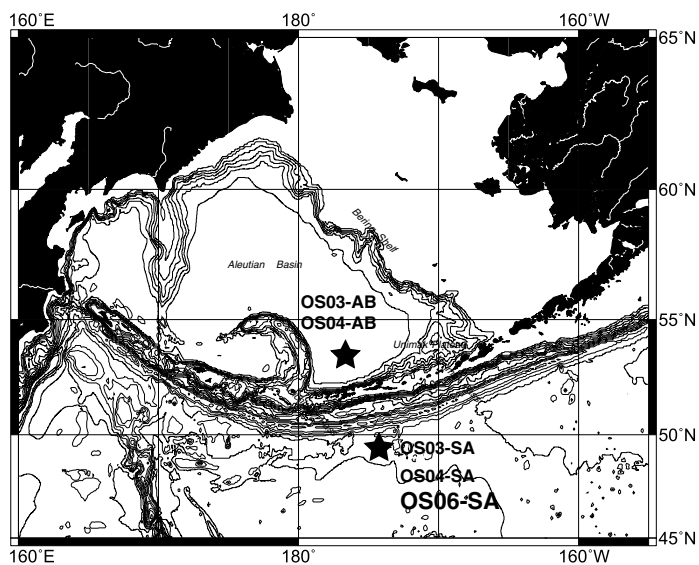 160˚E 180˚ 160˚W
65˚N
60˚N
Bering Shelf
Aleutian Basin
OS03-AB
OS04-AB
55˚N
Unimak Plateau
50˚N
OS03-SA
OS04-SA
OS06-SA
45˚N
160˚E 180˚ 160˚W